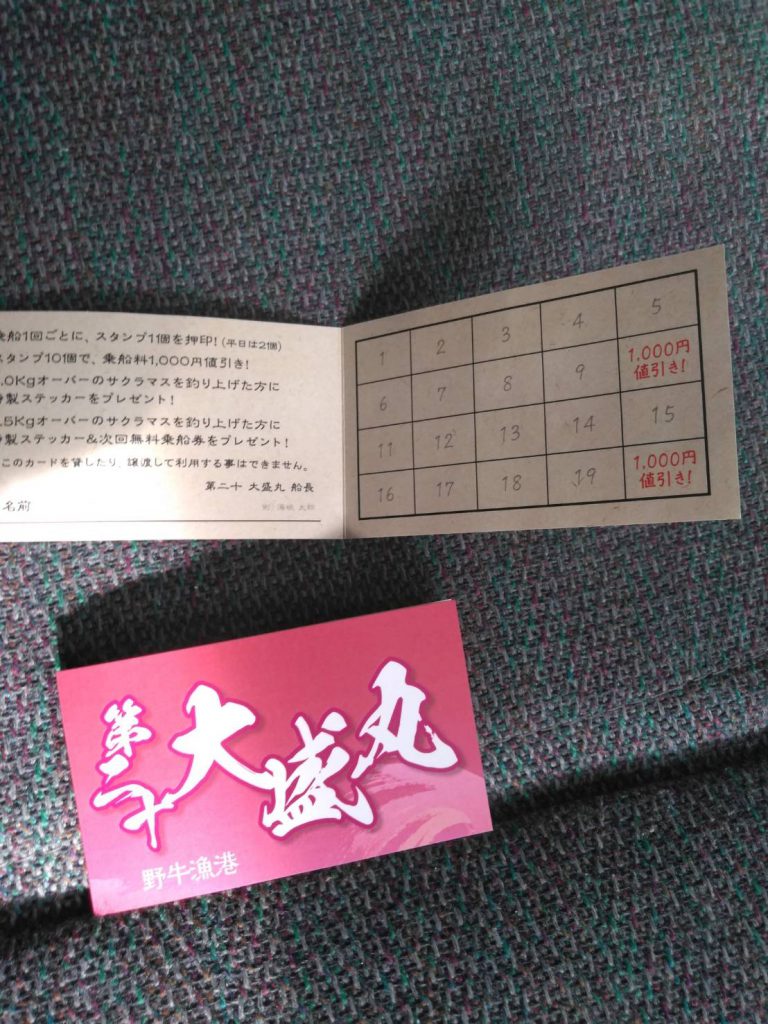 乗船1回ごとに、スタンプ1個を押印!(平日は2個)
スタンプ10個で、乗船料1,000円値引き!
.0Kgオーバーのサクラマスを釣り上げた方に
特製ステッカーをプレゼント!
.5Kgオーバーのサクラマスを釣り上げた方に
特製ステッカー&次回無料乗船券をプレゼント!
このカードを貸したり、譲渡して利用する事はできません。
第二十 大盛丸 船長
名前
1 2 3 4 5
6 7 8 9 1,000円値引き!
11 12 13 14 15
16 17 18 19 1,000円値引き!
第二十大盛丸
野牛漁港